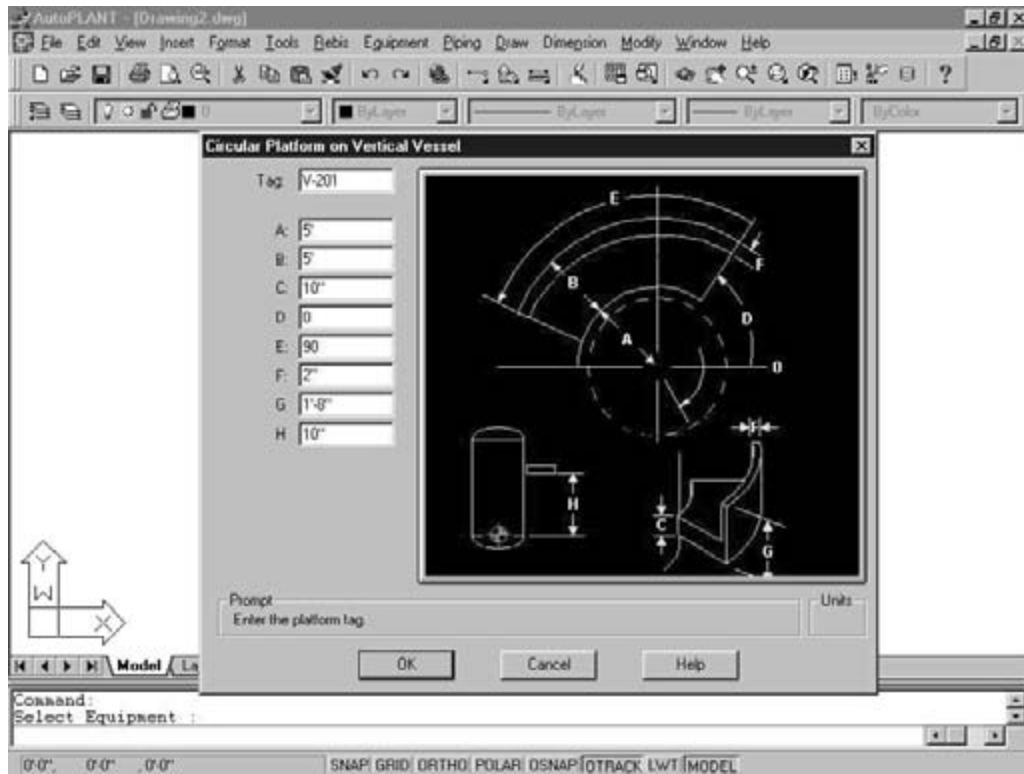 AutoPLANT - [Drawing2.dwg]
File Edit View Insert Format Tools Rebis Equipment Piping Draw Dimension Modify Window Help
0 ByLayer ByLayer ByLayer ByColor
Circular Platform on Vertical Vessel
Tag: V-201
A: 5'
B: 5'
C: 10"
D: 0
E: 90
F: 2"
G: 1'-8"
H: 10"
E
F
B
D
A
0
F
H
C
G
Y
W
X
Prompt
Enter the platform tag.
Units
OK Cancel Help
Model La
Command:
Select Equipment :
0'0", 0'0" , 0'0" SNAP GRID ORTHO POLAR OSNAP OTRACK LWT MODEL